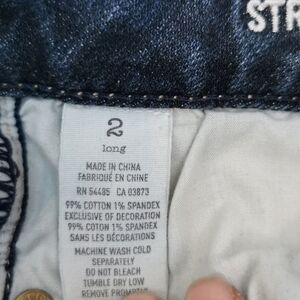 STR
2
long
MADE IN CHINA
FABRIQUÉ EN CHINE
RN 54485 CA 03873
99% COTTON 1% SPANDEX
EXCLUSIVE OF DECORATION
99% COTTON 1% SPANDEX
SANS LES DÉCORATIONS
MACHINE WASH COLD
SEPARATELY
DO NOT BLEACH
TUMBLE DRY LOW
REMOVE PROMPTLY